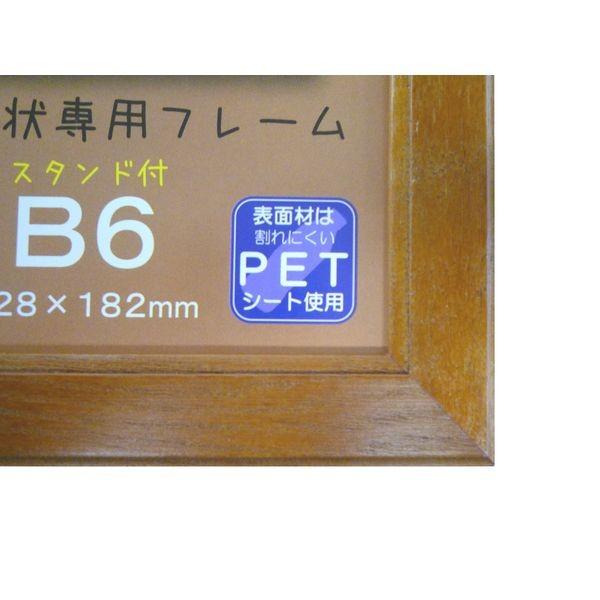 状専用フレーム
スタンド付
B6
28×182mm
表面材は
割れにくい
PET
シート使用